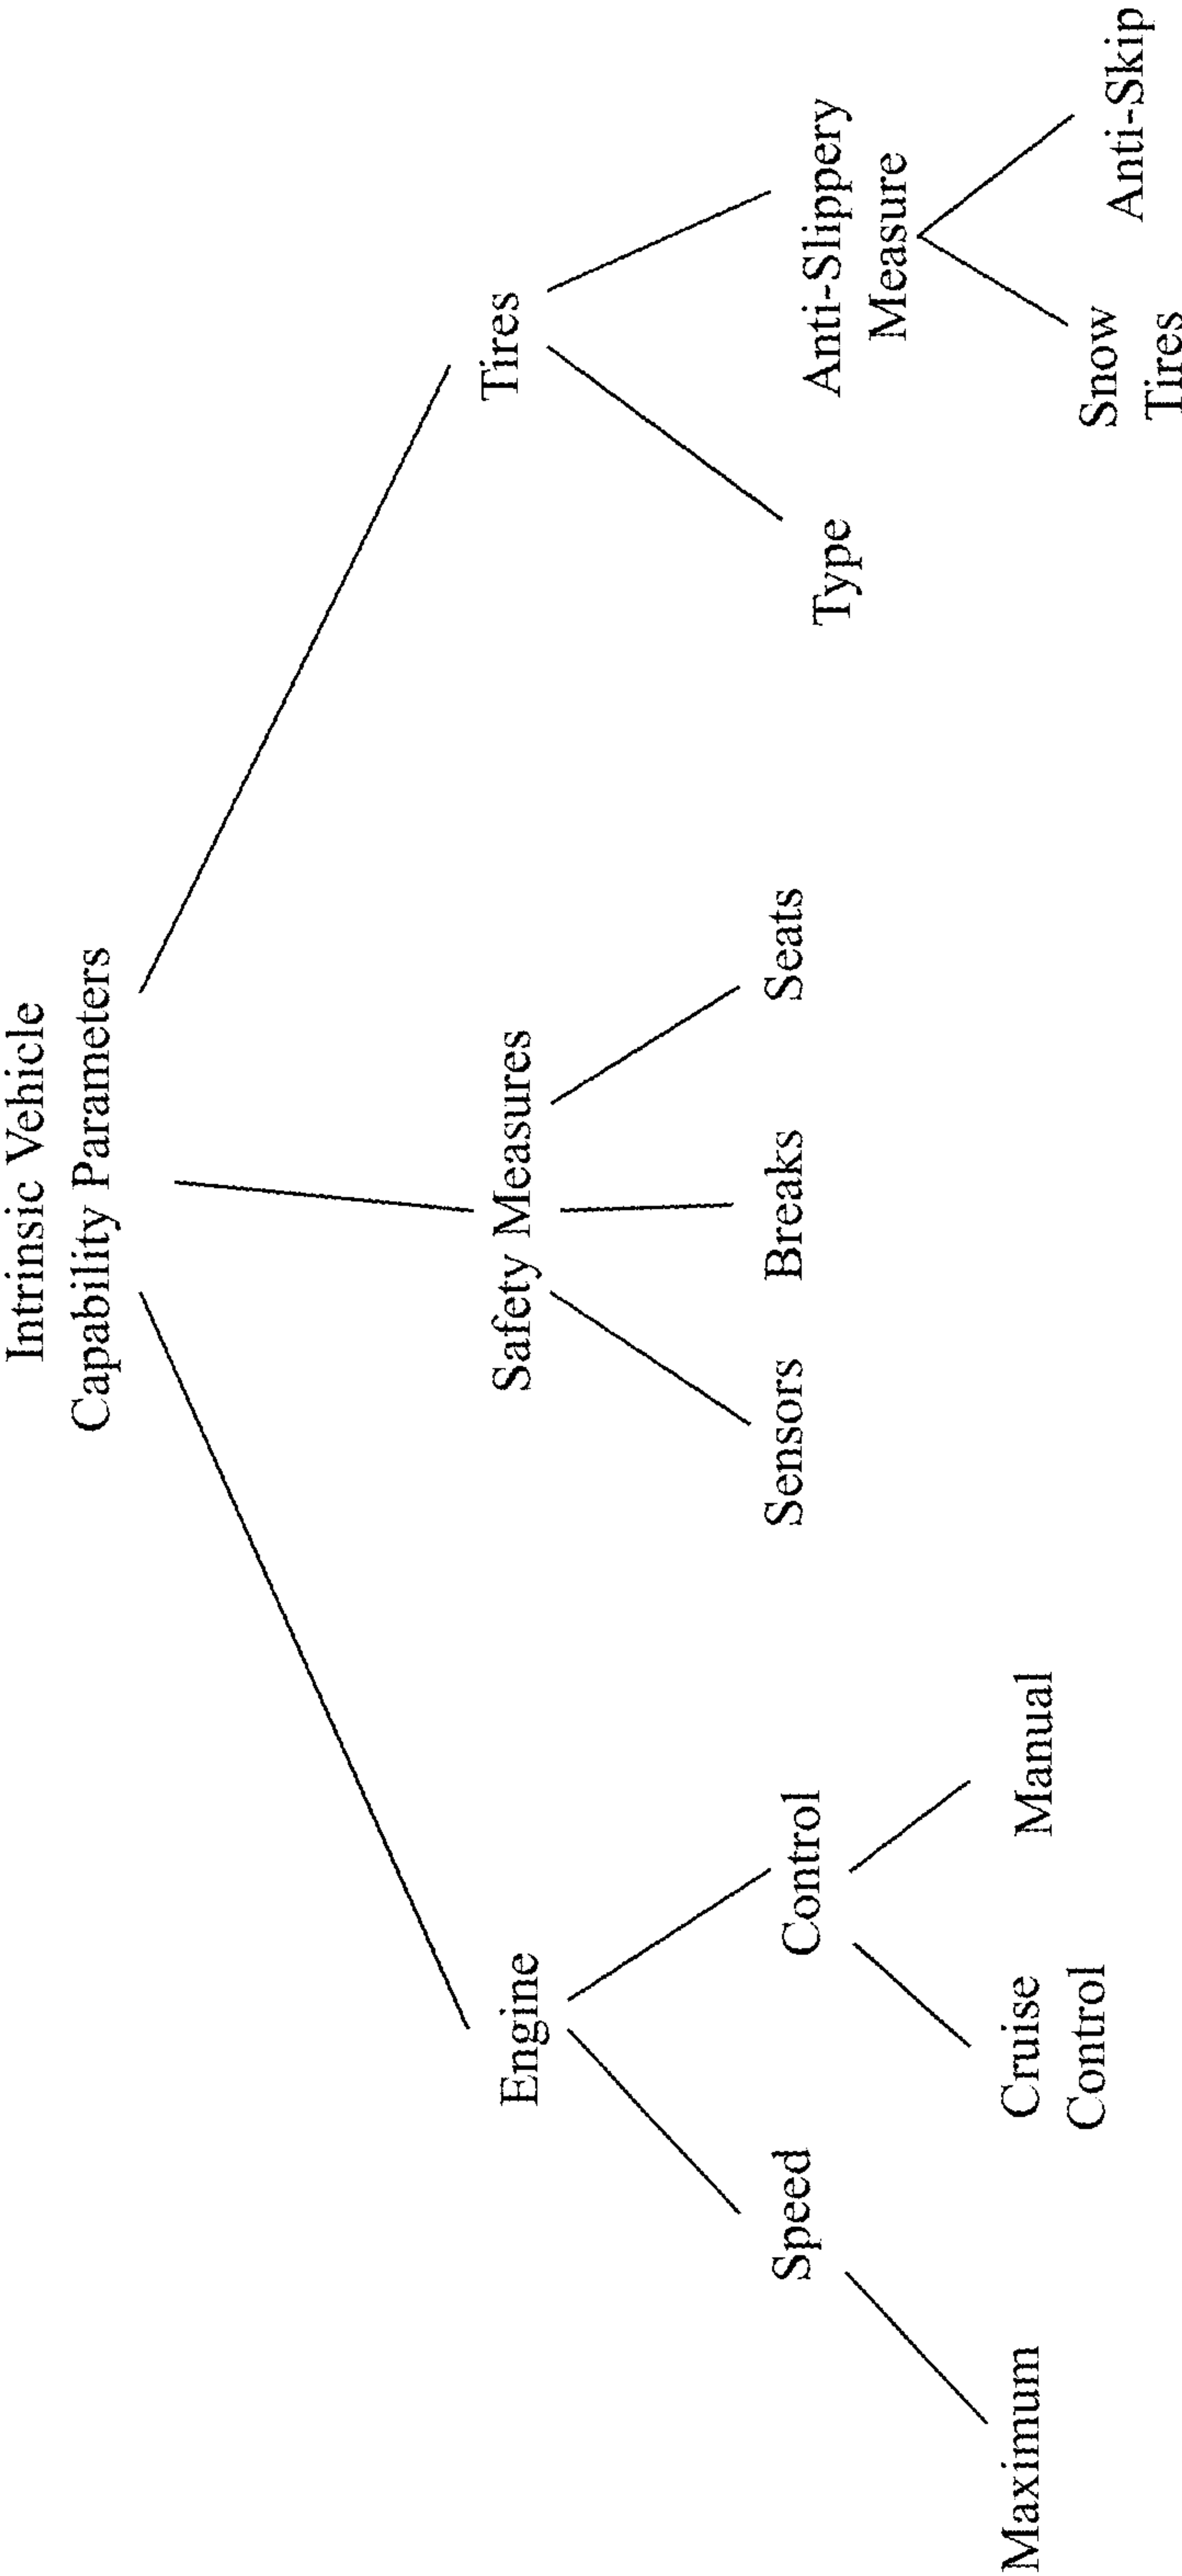 Intrinsic Vehicle
Capability Parameters
Engine
Safety Measures
Tires
Speed
Control
Sensors
Breaks
Seats
Type
Anti-Slippery
Measure
Maximum
Cruise
Control
Manual
Snow
Tires
Anti-Skip